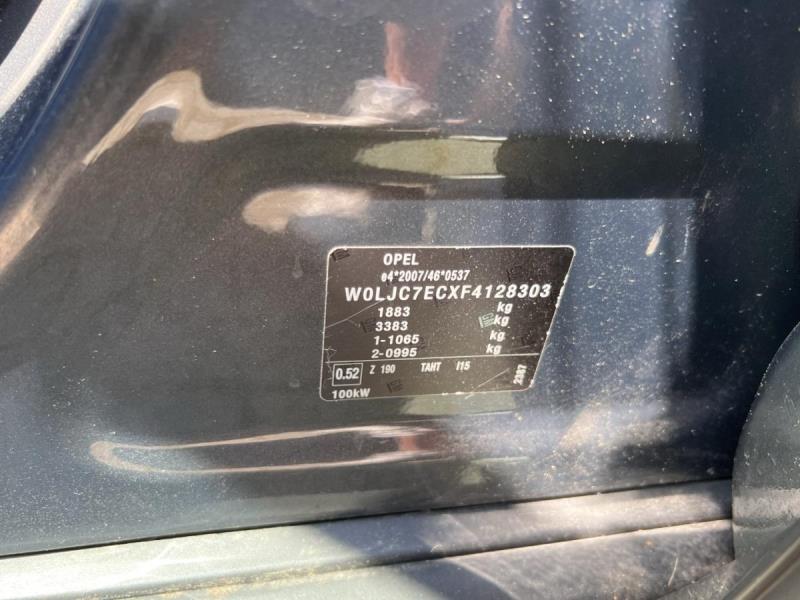 OPEL
e4*2007/46*0537
W0LJC7ECXF4128303
1883 kg
3383 kg
1-1065 kg
2-0995 kg
0.52 Z 190 TAHT I15
100kW
2387